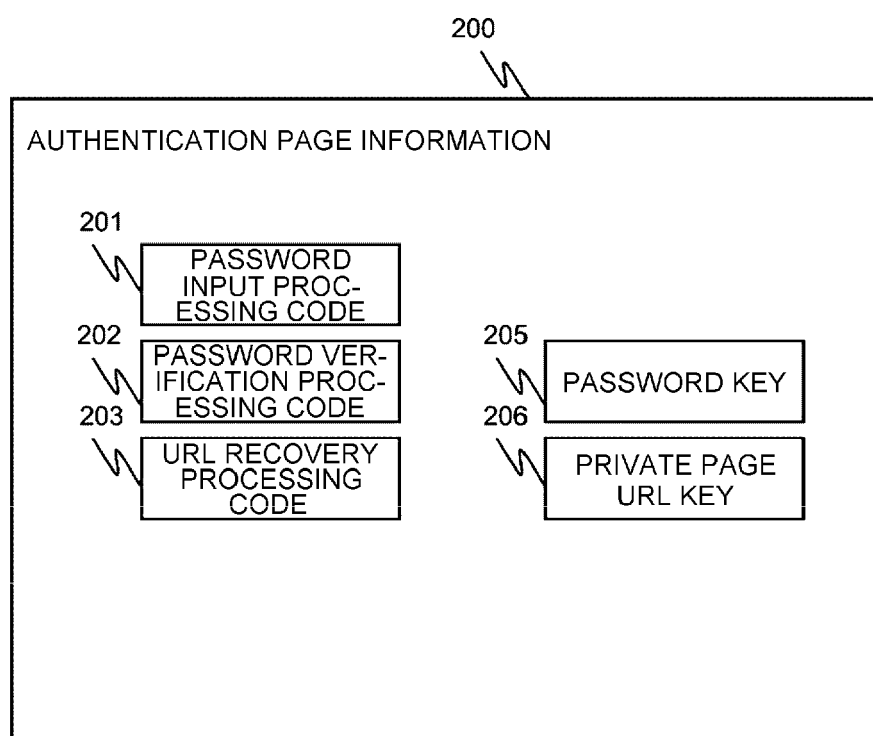 200
AUTHENTICATION PAGE INFORMATION
201
PASSWORD
INPUT PROC-
ESSING CODE
202
PASSWORD VER-
IFICATION PROC-
ESSING CODE
203
URL RECOVERY
PROCESSING
CODE
205
PASSWORD KEY
206
PRIVATE PAGE
URL KEY